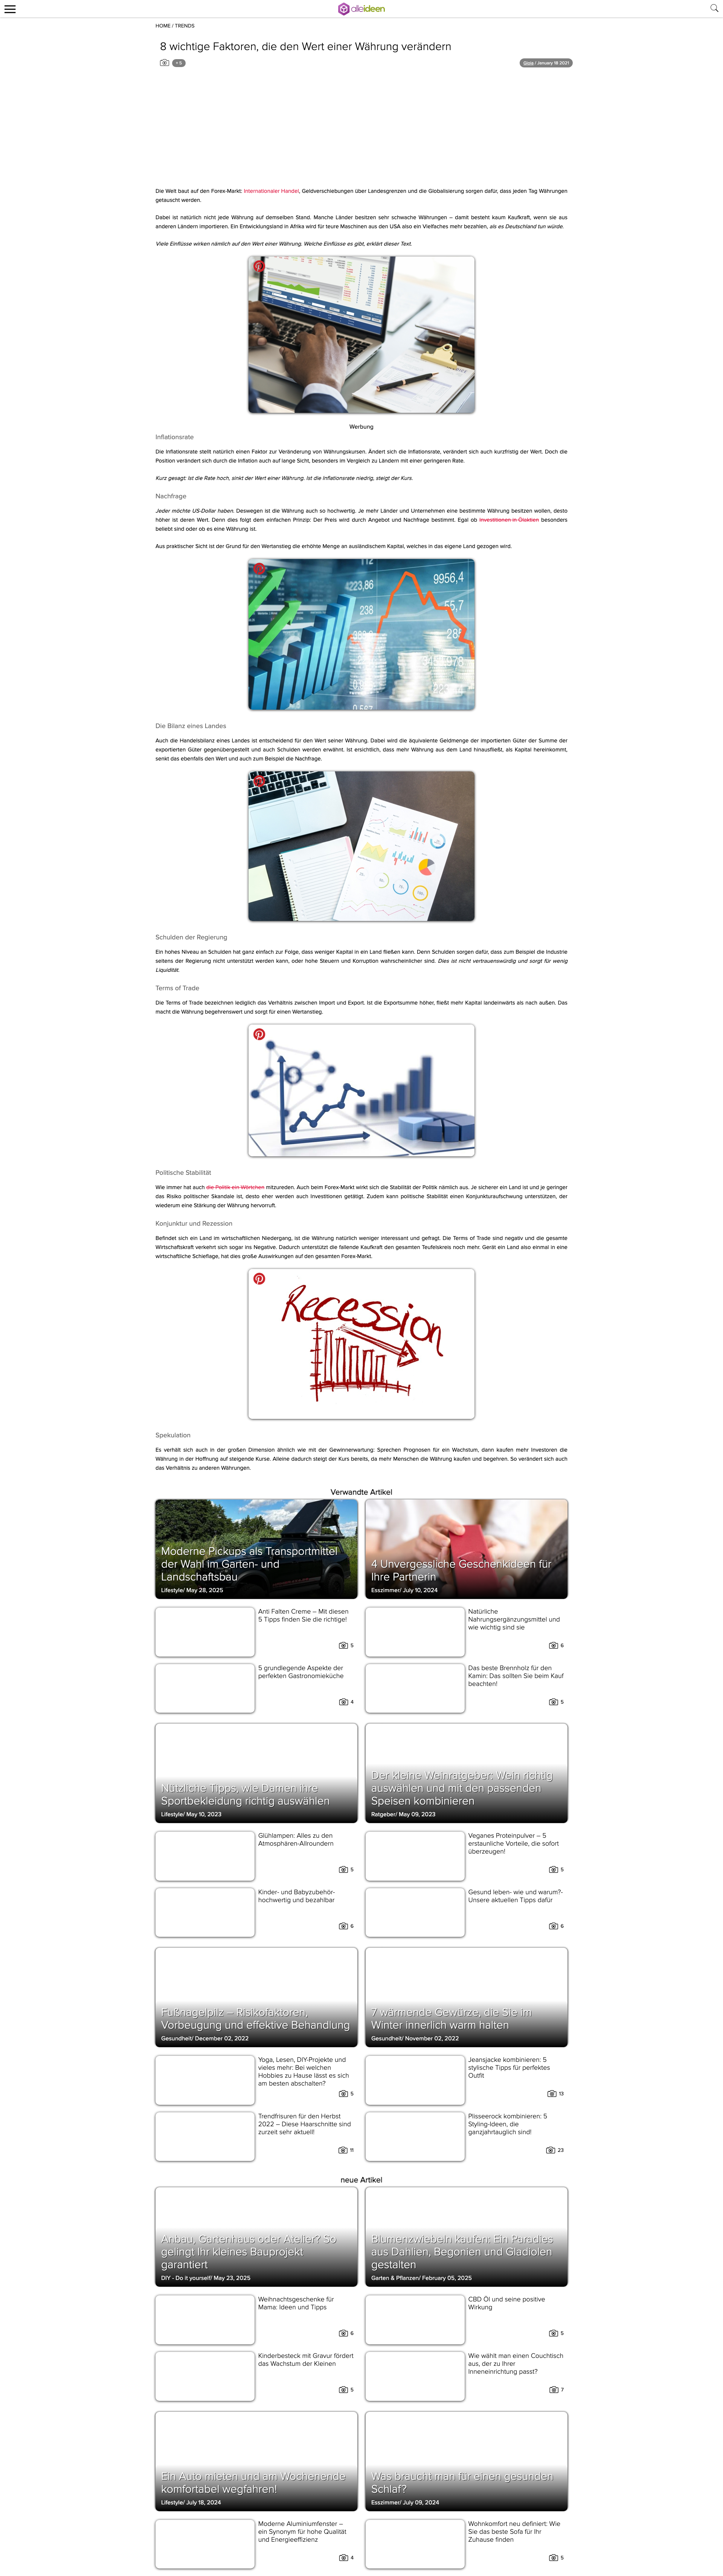 alleideen
HOME / TRENDS
8 wichtige Faktoren, die den Wert einer Währung verändern
Die Welt baut auf den Forex-Markt: Internationaler Handel, Geldverschiebungen über Landesgrenzen und die Globalisierung sorgen dafür, dass jeden Tag Währungen
getauscht werden.
Dabei ist natürlich nicht jede Währung auf demselben Stand. Manche Länder besitzen sehr schwache Währungen – damit besteht kaum Kaufkraft, wenn sie aus
anderen Ländern importieren. Ein Entwicklungsland in Afrika wird für teure Maschinen aus den USA also ein Vielfaches mehr bezahlen, als es Deutschland tun würde.
Viele Einflüsse wirken nämlich auf den Wert einer Währung. Welche Einflüsse es gibt, erklärt dieser Text.
Werbung
Inflationsrate
Die Inflationsrate stellt natürlich einen Faktor zur Veränderung von Währungskursen. Ändert sich die Inflationsrate, verändert sich auch kurzfristig der Wert. Doch die
Position verändert sich durch die Inflation auch auf lange Sicht, besonders im Vergleich zu Ländern mit einer geringeren Rate.
Kurz gesagt: Ist die Rate hoch, sinkt der Wert einer Währung. Ist die Inflationsrate niedrig, steigt der Kurs.
Nachfrage
Jeder möchte US-Dollar haben. Deswegen ist die Währung auch so hochwertig. Je mehr Länder und Unternehmen eine bestimmte Währung besitzen wollen, desto
höher ist deren Wert. Denn dies folgt dem einfachen Prinzip: Der Preis wird durch Angebot und Nachfrage bestimmt. Egal ob Investitionen in Ölaktien besonders
beliebt sind oder ob es eine Währung ist.
Aus praktischer Sicht ist der Grund für den Wertanstieg die erhöhte Menge an ausländischem Kapital, welches in das eigene Land gezogen wird.
112
9956,4
4223,86
238
55,7
285
Die Bilanz eines Landes
Auch die Handelsbilanz eines Landes ist entscheidend für den Wert seiner Währung. Dabei wird die äquivalente Geldmenge der importierten Güter der Summe der
exportierten Güter gegenübergestellt und auch Schulden werden erwähnt. Ist ersichtlich, dass mehr Währung aus dem Land hinausfließt, als Kapital hereinkommt,
senkt das ebenfalls den Wert und auch zum Beispiel die Nachfrage.
Schulden der Regierung
Ein hohes Niveau an Schulden hat ganz einfach zur Folge, dass weniger Kapital in ein Land fließen kann. Denn Schulden sorgen dafür, dass zum Beispiel die Industrie
seitens der Regierung nicht unterstützt werden kann, oder hohe Steuern und Korruption wahrscheinlicher sind. Dies ist nicht vertrauenswürdig und sorgt für wenig
Liquidität.
Terms of Trade
Die Terms of Trade bezeichnen lediglich das Verhältnis zwischen Import und Export. Ist die Exportsumme höher, fließt mehr Kapital landeinwärts als nach außen. Das
macht die Währung begehrenswert und sorgt für einen Wertanstieg.
Politische Stabilität
Wie immer hat auch die Politik ein Wörtchen mitzureden. Auch beim Forex-Markt wirkt sich die Stabilität der Politik nämlich aus. Je sicherer ein Land ist und je geringer
das Risiko politischer Skandale ist, desto eher werden auch Investitionen getätigt. Zudem kann politische Stabilität einen Konjunkturaufschwung unterstützen, der
wiederum eine Stärkung der Währung hervorruft.
Konjunktur und Rezession
Befindet sich ein Land im wirtschaftlichen Niedergang, ist die Währung natürlich weniger interessant und gefragt. Die Terms of Trade sind negativ und die gesamte
Wirtschaftskraft verkehrt sich sogar ins Negative. Dadurch unterstützt die fallende Kaufkraft den gesamten Teufelskreis noch mehr. Gerät ein Land also einmal in eine
wirtschaftliche Schieflage, hat dies große Auswirkungen auf den gesamten Forex-Markt.
Recession
Spekulation
Es verhält sich auch in der großen Dimension ähnlich wie mit der Gewinnerwartung: Sprechen Prognosen für ein Wachstum, dann kaufen mehr Investoren die
Währung in der Hoffnung auf steigende Kurse. Alleine dadurch steigt der Kurs bereits, da mehr Menschen die Währung kaufen und begehren. So verändert sich auch
das Verhältnis zu anderen Währungen.
Verwandte Artikel
Moderne Pickups als Transportmittel
der Wahl im Garten- und
Landschaftsbau
Lifestyle/ May 28, 2025
4 Unvergessliche Geschenkideen für
Ihre Partnerin
Esszimmer/ July 10, 2024
Anti Falten Creme – Mit diesen
5 Tipps finden Sie die richtige!
5
Natürliche
Nahrungsergänzungsmittel und
wie wichtig sind sie
6
5 grundlegende Aspekte der
perfekten Gastronomieküche
4
Das beste Brennholz für den
Kamin: Das sollten Sie beim Kauf
beachten!
5
Nützliche Tipps, wie Damen ihre
Sportbekleidung richtig auswählen
Lifestyle/ May 10, 2023
Der kleine Weinratgeber: Wein richtig
auswählen und mit den passenden
Speisen kombinieren
Ratgeber/ May 09, 2023
Glühlampen: Alles zu den
Atmosphären-Allroundern
5
Veganes Proteinpulver – 5
erstaunliche Vorteile, die sofort
überzeugen!
5
Kinder- und Babyzubehör-
hochwertig und bezahlbar
6
Gesund leben- wie und warum?-
Unsere aktuellen Tipps dafür
6
Fußnagelpilz – Risikofaktoren,
Vorbeugung und effektive Behandlung
Gesundheit/ December 02, 2022
7 wärmende Gewürze, die Sie im
Winter innerlich warm halten
Gesundheit/ November 02, 2022
Yoga, Lesen, DIY-Projekte und
vieles mehr: Bei welchen
Hobbies zu Hause lässt es sich
am besten abschalten?
5
Jeansjacke kombinieren: 5
stylische Tipps für perfektes
Outfit
13
Trendfrisuren für den Herbst
2022 – Diese Haarschnitte sind
zurzeit sehr aktuell!
11
Plisseerock kombinieren: 5
Styling-Ideen, die
ganzjahrtauglich sind!
23
neue Artikel
Anbau, Gartenhaus oder Atelier? So
gelingt Ihr kleines Bauprojekt
garantiert
DIY - Do it yourself/ May 23, 2025
Blumenzwiebeln kaufen: Ein Paradies
aus Dahlien, Begonien und Gladiolen
gestalten
Garten & Pflanzen/ February 05, 2025
Weihnachtsgeschenke für
Mama: Ideen und Tipps
6
CBD Öl und seine positive
Wirkung
5
Kinderbesteck mit Gravur fördert
das Wachstum der Kleinen
5
Wie wählt man einen Couchtisch
aus, der zu Ihrer
Inneneinrichtung passt?
7
Ein Auto mieten und am Wochenende
komfortabel wegfahren!
Lifestyle/ July 18, 2024
Was braucht man für einen gesunden
Schlaf?
Esszimmer/ July 09, 2024
Moderne Aluminiumfenster –
ein Synonym für hohe Qualität
und Energieeffizienz
4
Wohnkomfort neu definiert: Wie
Sie das beste Sofa für Ihr
Zuhause finden
5